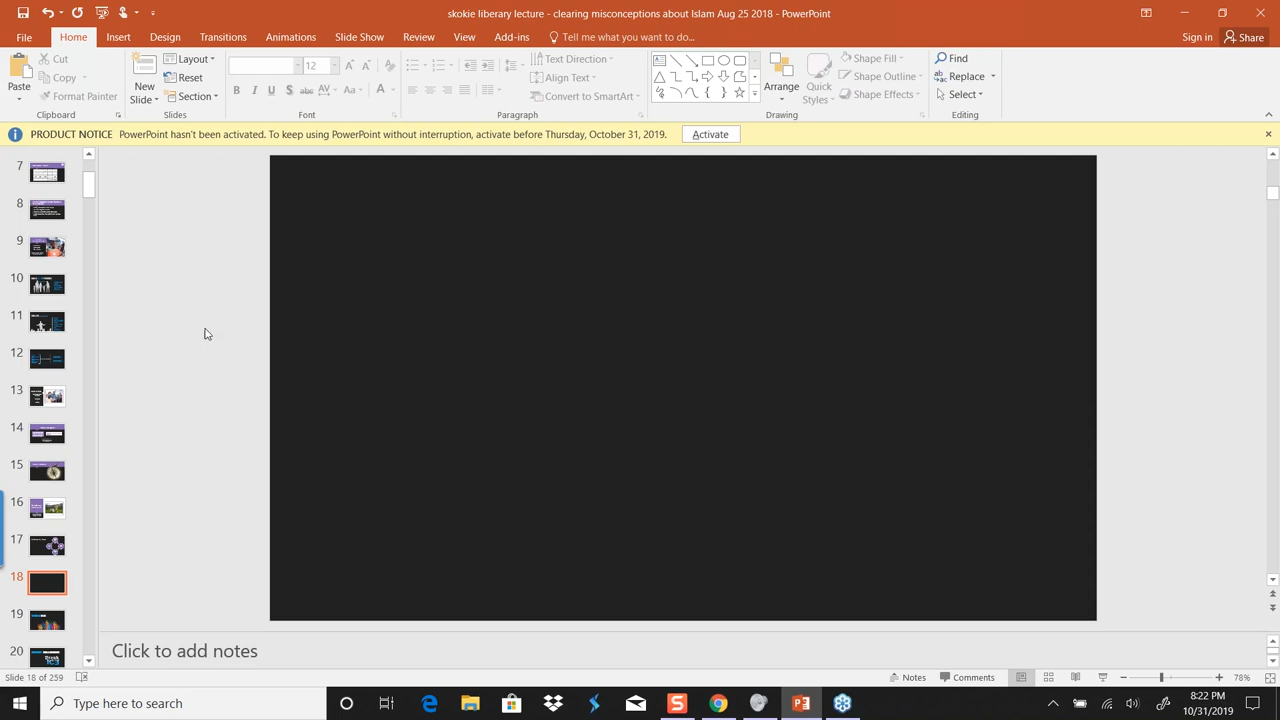 skokie liberary lecture - clearing misconceptions about Islam Aug 25 2018 - PowerPoint
File Home Insert Design Transitions Animations Slide Show Review View Add-ins Tell me what you want to do... Sign in Share
Paste
Cut
Copy
Format Painter
Clipboard
New
Slide
Layout
Reset
Section
Slides
12
B I U S abc AV Aa A
Font
Paragraph
Text Direction
Align Text
Convert to SmartArt
Arrange
Quick
Styles
Shape Fill
Shape Outline
Shape Effects
Drawing
Find
Replace
Select
Editing
PRODUCT NOTICE PowerPoint hasn't been activated. To keep using PowerPoint without interruption, activate before Thursday, October 31, 2019. Activate
7
8
9
10
11
12
13
14
15
16
17
18
19
20
Click to add notes
Slide 18 of 259 Notes Comments 78%
Type here to search
8:22 PM
10/31/2019